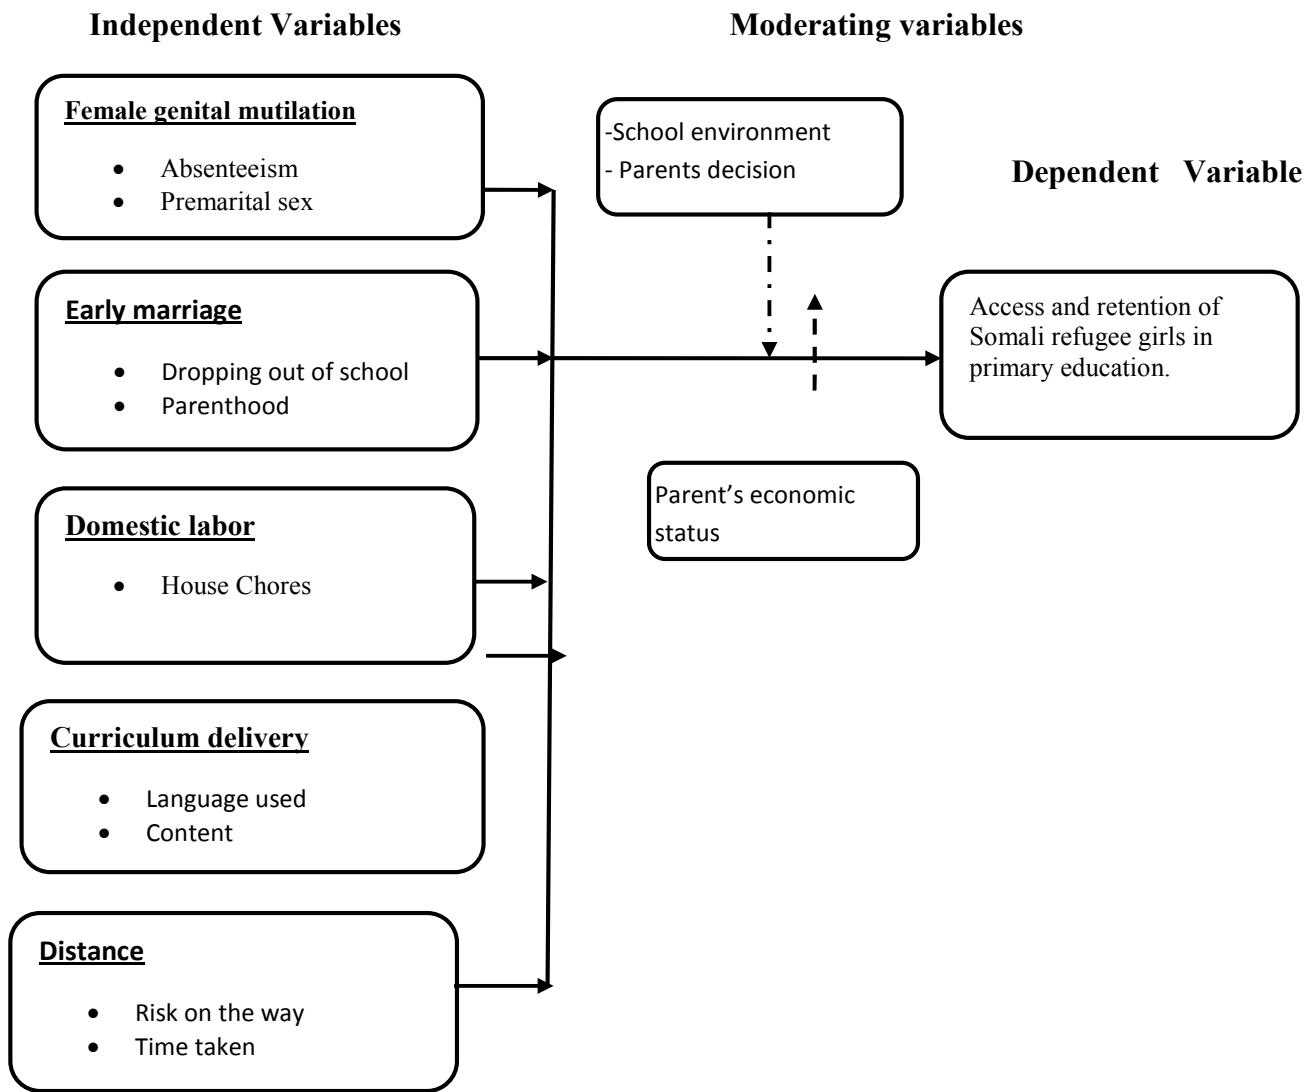 Independent Variables
Moderating variables
Female genital mutilation
• Absenteeism
• Premarital sex
-School environment
- Parents decision
Dependent Variable
Early marriage
• Dropping out of school
• Parenthood
Access and retention of
Somali refugee girls in
primary education.
Domestic labor
• House Chores
Parent’s economic
status
Curriculum delivery
• Language used
• Content
Distance
• Risk on the way
• Time taken